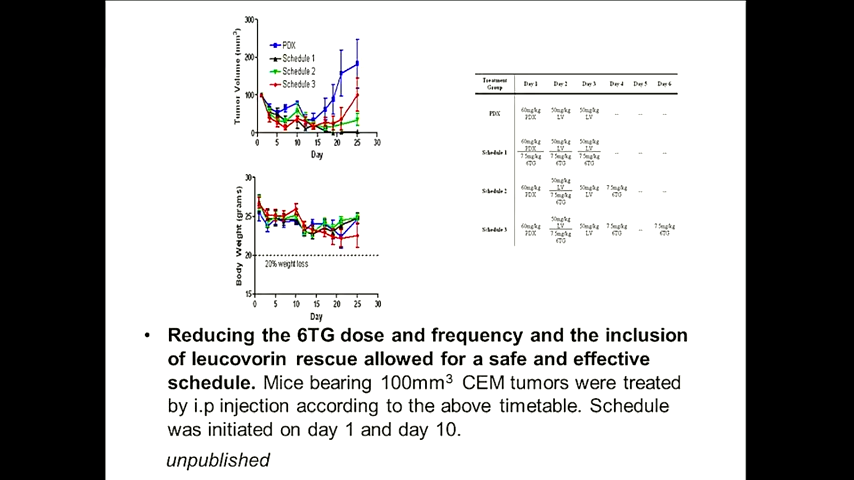 300
200
100
0
Tumor Volume (mm³)
PDX
Schedule 1
Schedule 2
Schedule 3
0 5 10 15 20 25 30
Day
Treatment Group Day 1 Day 2 Day 3 Day 4 Day 5 Day 6
PDX 60mg/kg PDX 50mg/kg LV 50mg/kg LV -- -- --
Schedule 1 60mg/kg PDX 7.5mg/kg 6TG 50mg/kg LV 7.5mg/kg 6TG 50mg/kg LV 7.5mg/kg 6TG -- -- --
Schedule 2 60mg/kg PDX 50mg/kg LV 7.5mg/kg 6TG 50mg/kg LV 7.5mg/kg 6TG -- --
Schedule 3 60mg/kg PDX 50mg/kg LV 7.5mg/kg 6TG 50mg/kg LV 7.5mg/kg 6TG -- 7.5mg/kg 6TG
30
25
20
15
Body Weight (grams)
20% weight loss
0 5 10 15 20 25 30
Day
• Reducing the 6TG dose and frequency and the inclusion
of leucovorin rescue allowed for a safe and effective
schedule. Mice bearing 100mm³ CEM tumors were treated
by i.p injection according to the above timetable. Schedule
was initiated on day 1 and day 10.
unpublished